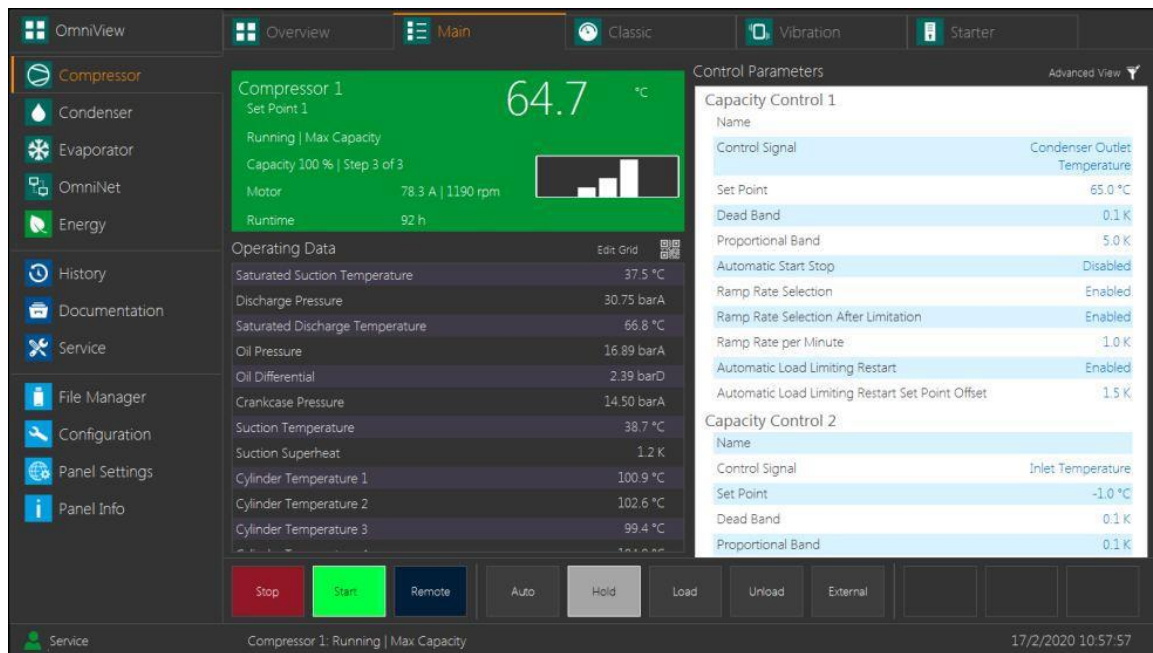 OmniView
Overview
Main
Classic
Vibration
Starter
Compressor
Condenser
Evaporator
OmniNet
Energy
History
Documentation
Service
File Manager
Configuration
Panel Settings
Panel Info
Compressor 1
Set Point 1
64.7 °C
Running | Max Capacity
Capacity 100 % | Step 3 of 3
Motor 78.3 A | 1190 rpm
Runtime 92 h
Operating Data Edit Grid
Saturated Suction Temperature 37.5 °C
Discharge Pressure 30.75 barA
Saturated Discharge Temperature 66.8 °C
Oil Pressure 16.89 barA
Oil Differential 2.39 barD
Crankcase Pressure 14.50 barA
Suction Temperature 38.7 °C
Suction Superheat 1.2 K
Cylinder Temperature 1 100.9 °C
Cylinder Temperature 2 102.6 °C
Cylinder Temperature 3 99.4 °C
Control Parameters Advanced View
Capacity Control 1
Name
Control Signal Condenser Outlet
Temperature
Set Point 65.0 °C
Dead Band 0.1 K
Proportional Band 5.0 K
Automatic Start Stop Disabled
Ramp Rate Selection Enabled
Ramp Rate Selection After Limitation Enabled
Ramp Rate per Minute 1.0 K
Automatic Load Limiting Restart Enabled
Automatic Load Limiting Restart Set Point Offset 1.5 K
Capacity Control 2
Name
Control Signal Inlet Temperature
Set Point -1.0 °C
Dead Band 0.1 K
Proportional Band 0.1 K
Stop
Start
Remote
Auto
Hold
Load
Unload
External
Service
Compressor 1: Running | Max Capacity
17/2/2020 10:57:57